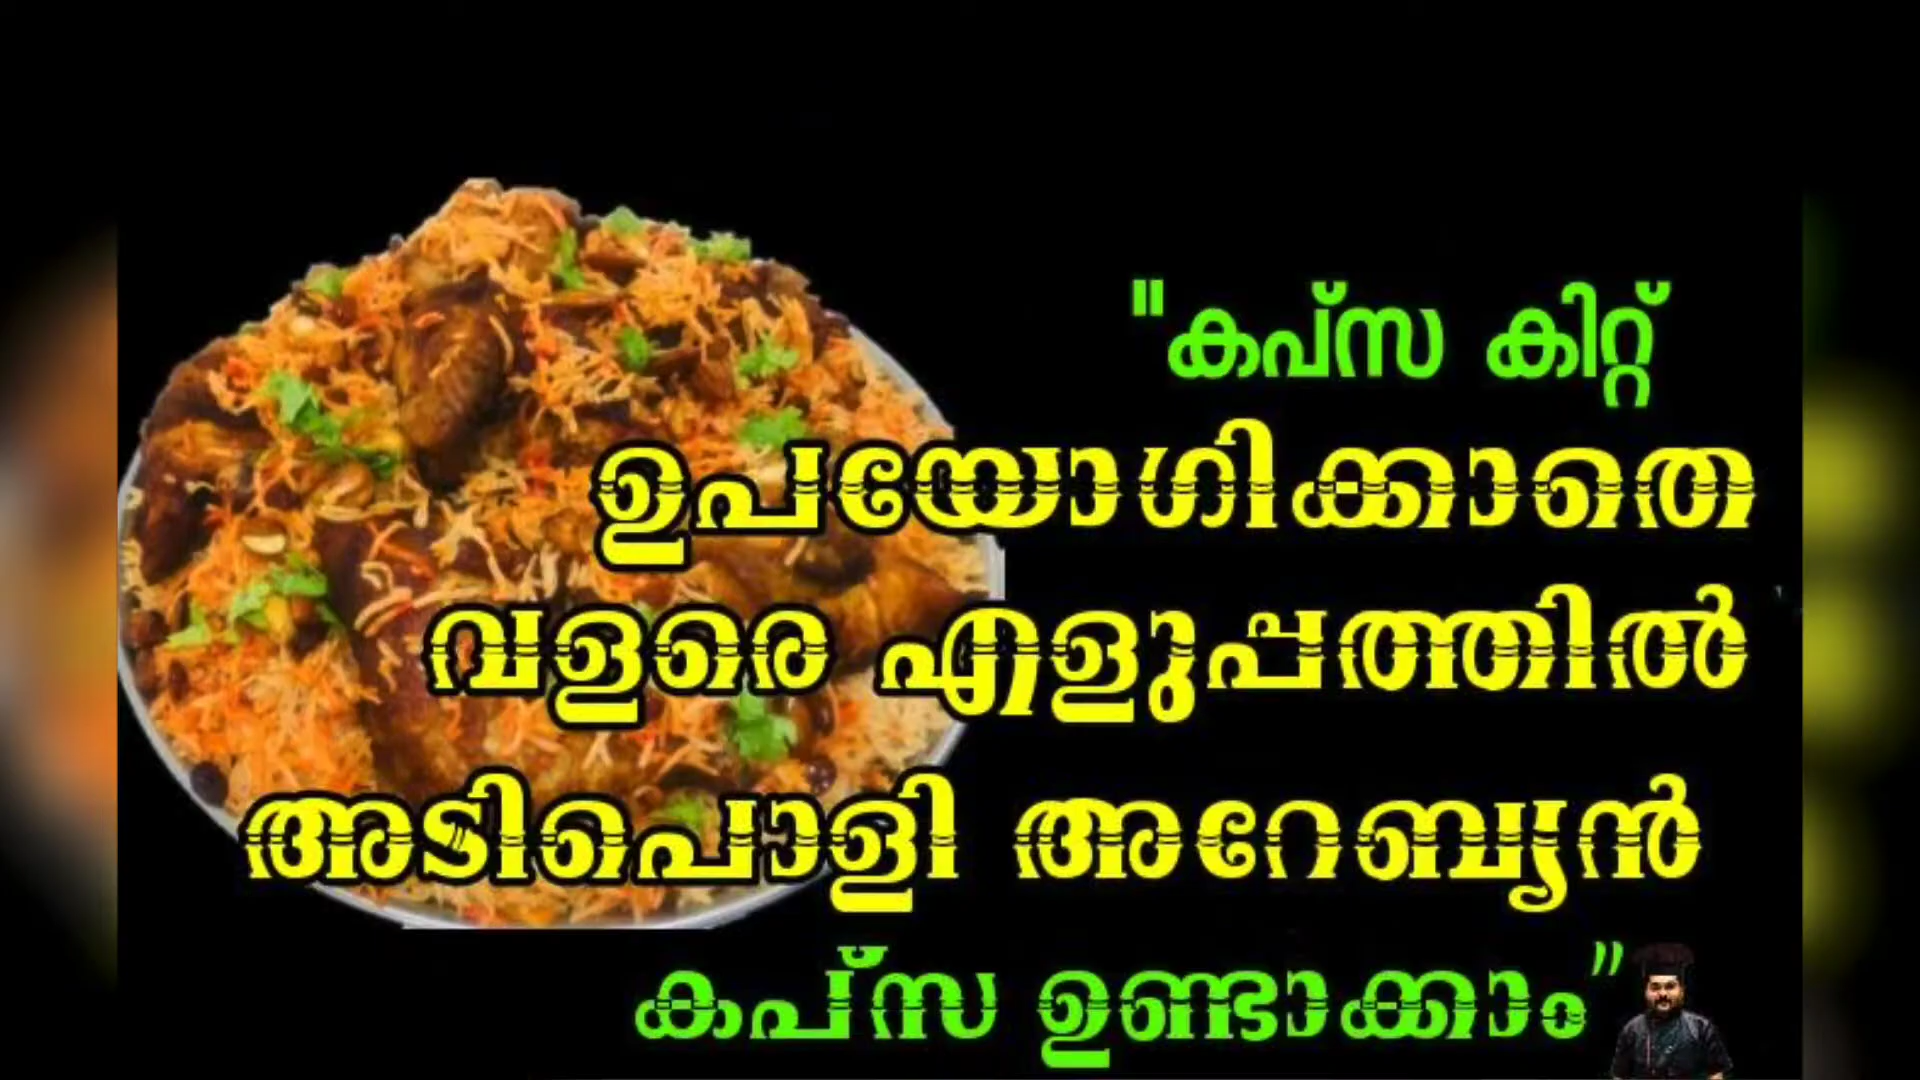 "കപ്സ കിറ്റ്
ഉപയോഗിക്കാതെ
വളരെ എളുപ്പത്തിൽ
അടിപൊളി അറേബ്യൻ
കപ്സ ഉണ്ടാക്കാം"